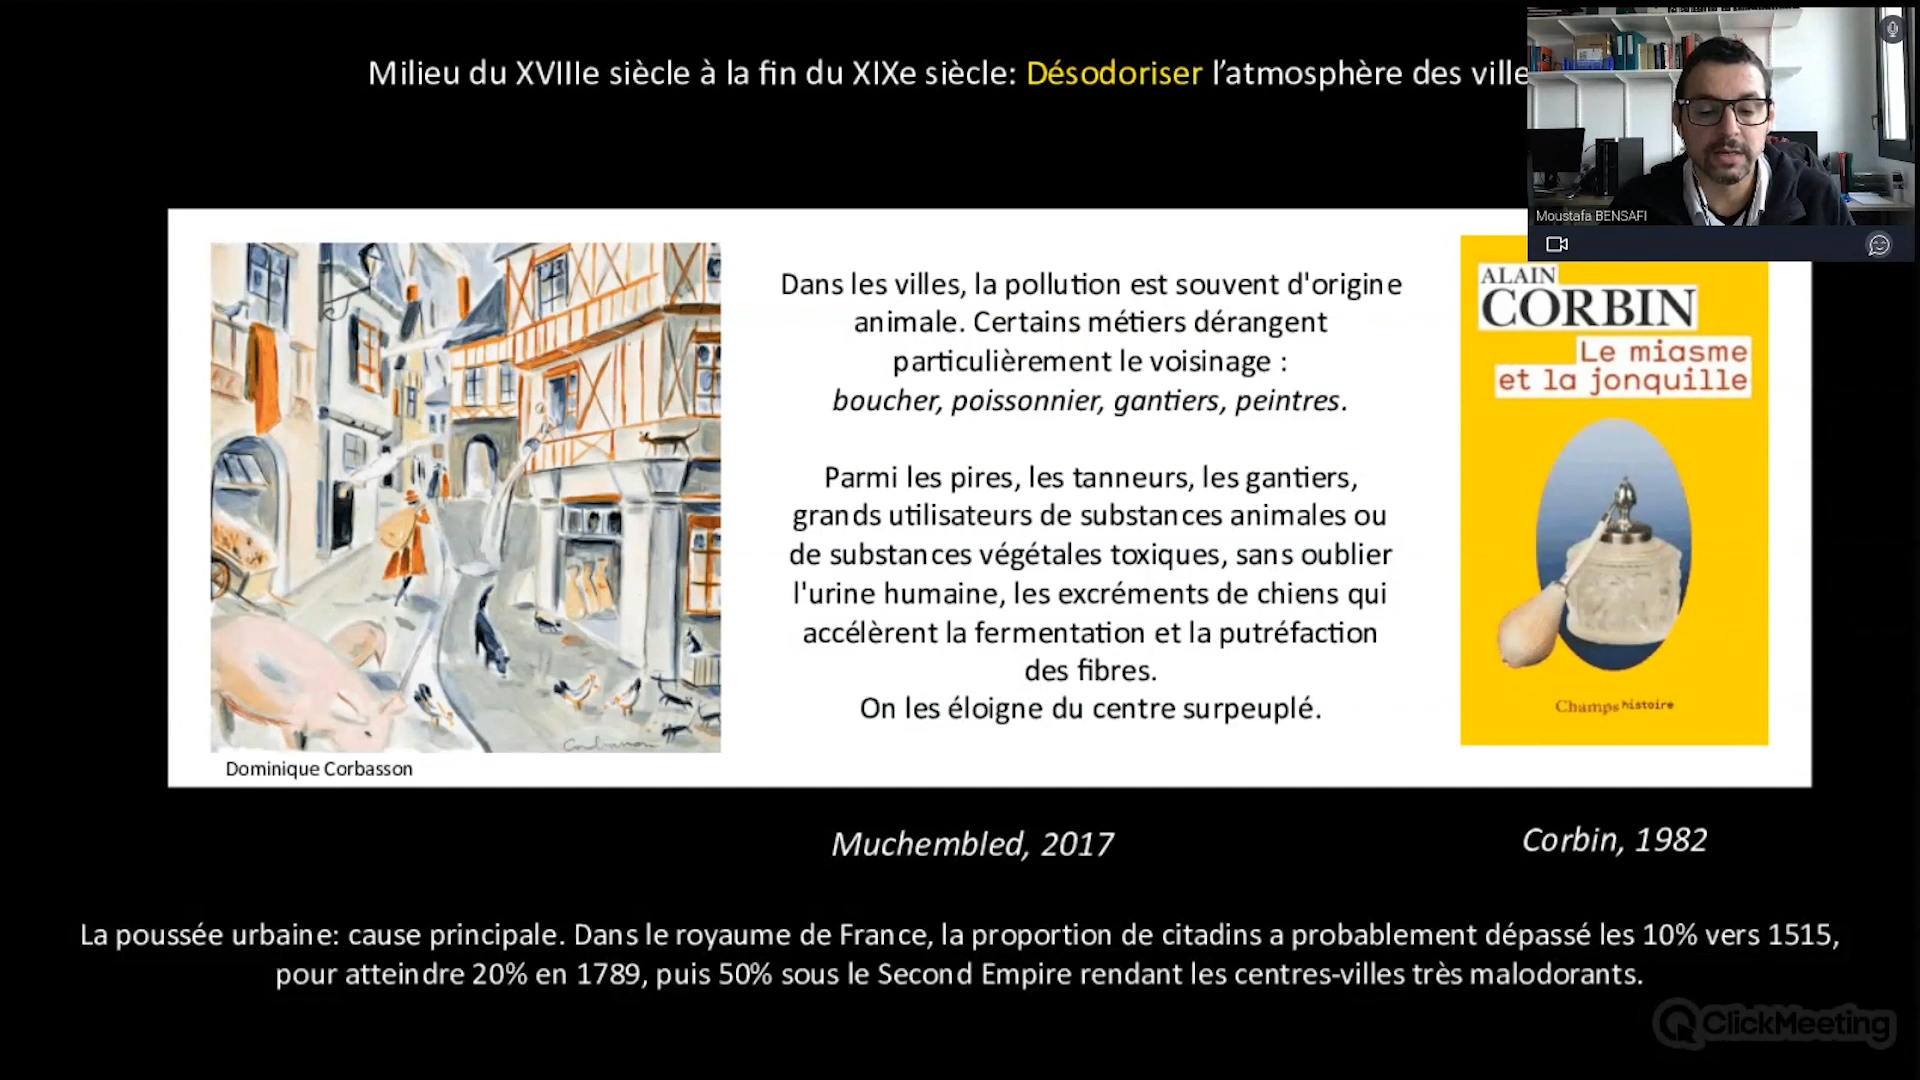 Milieu du XVIIIe siècle à la fin du XIXe siècle: Désodoriser l’atmosphère des ville
Moustafa BENSAFI
Dans les villes, la pollution est souvent d'origine
animale. Certains métiers dérangent
particulièrement le voisinage :
boucher, poissonnier, gantiers, peintres.
Parmi les pires, les tanneurs, les gantiers,
grands utilisateurs de substances animales ou
de substances végétales toxiques, sans oublier
l'urine humaine, les excréments de chiens qui
accélèrent la fermentation et la putréfaction
des fibres.
On les éloigne du centre surpeuplé.
ALAIN
CORBIN
Le miasme
et la jonquille
Champs histoire
Corbasson
Dominique Corbasson
Muchembled, 2017
Corbin, 1982
La poussée urbaine: cause principale. Dans le royaume de France, la proportion de citadins a probablement dépassé les 10% vers 1515,
pour atteindre 20% en 1789, puis 50% sous le Second Empire rendant les centres-villes très malodorants.
ClickMeeting